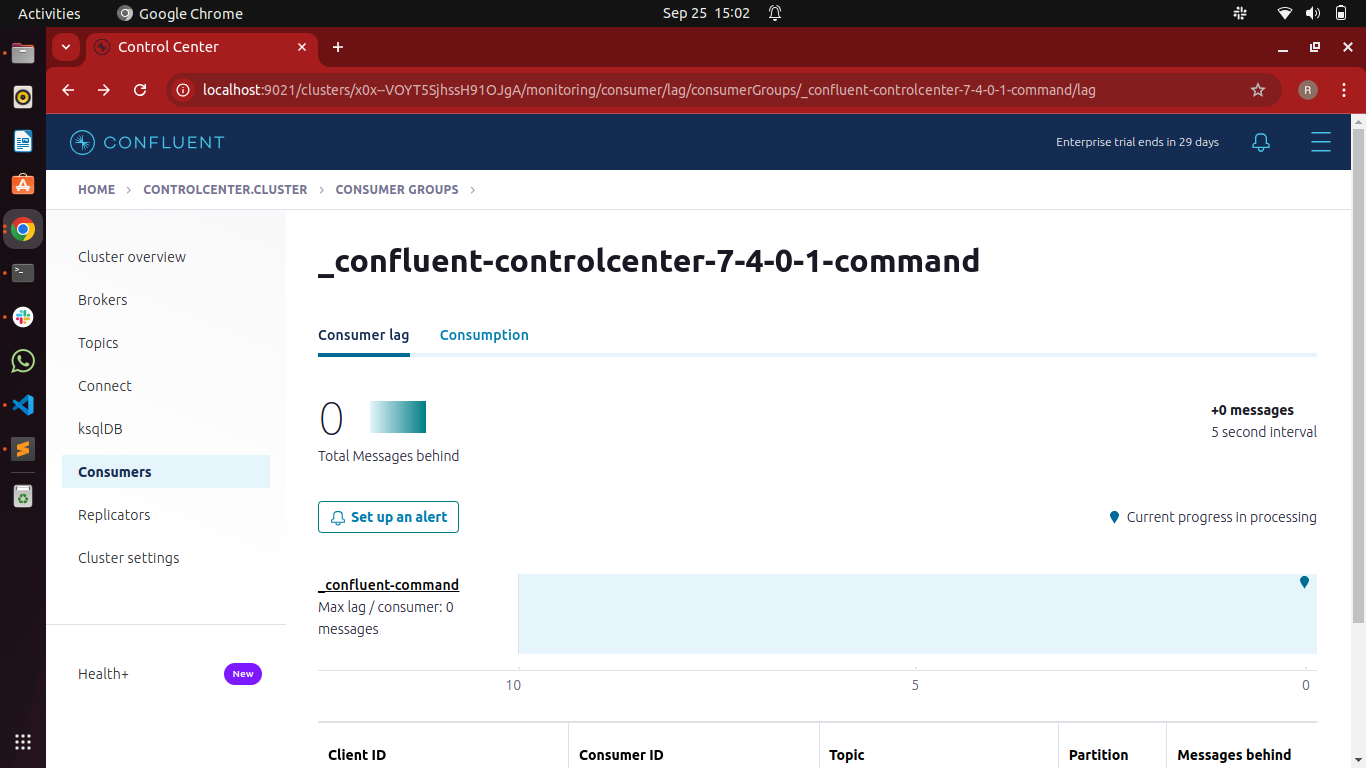 Activities Google Chrome Sep 25 15:02
Control Center
localhost:9021/clusters/x0x--VOYT5SjhssH91OJgA/monitoring/consumer/lag/consumerGroups/_confluent-controlcenter-7-4-0-1-command/lag R
CONFLUENT Enterprise trial ends in 29 days
HOME CONTROLCENTER.CLUSTER CONSUMER GROUPS
Cluster overview
Brokers
Topics
Connect
ksqlDB
Consumers
Replicators
Cluster settings
Health+ New
_confluent-controlcenter-7-4-0-1-command
Consumer lag Consumption
0
Total Messages behind
+0 messages
5 second interval
Set up an alert
Current progress in processing
_confluent-command
Max lag / consumer: 0
messages
10 5 0
Client ID Consumer ID Topic Partition Messages behind